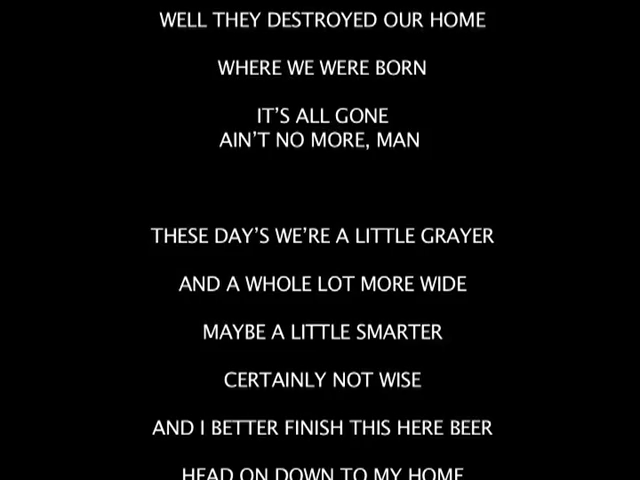 WELL THEY DESTROYED OUR HOME
WHERE WE WERE BORN
IT'S ALL GONE
AIN'T NO MORE, MAN
THESE DAY'S WE'RE A LITTLE GRAYER
AND A WHOLE LOT MORE WIDE
MAYBE A LITTLE SMARTER
CERTAINLY NOT WISE
AND I BETTER FINISH THIS HERE BEER
HEAD ON DOWN TO MY HOME